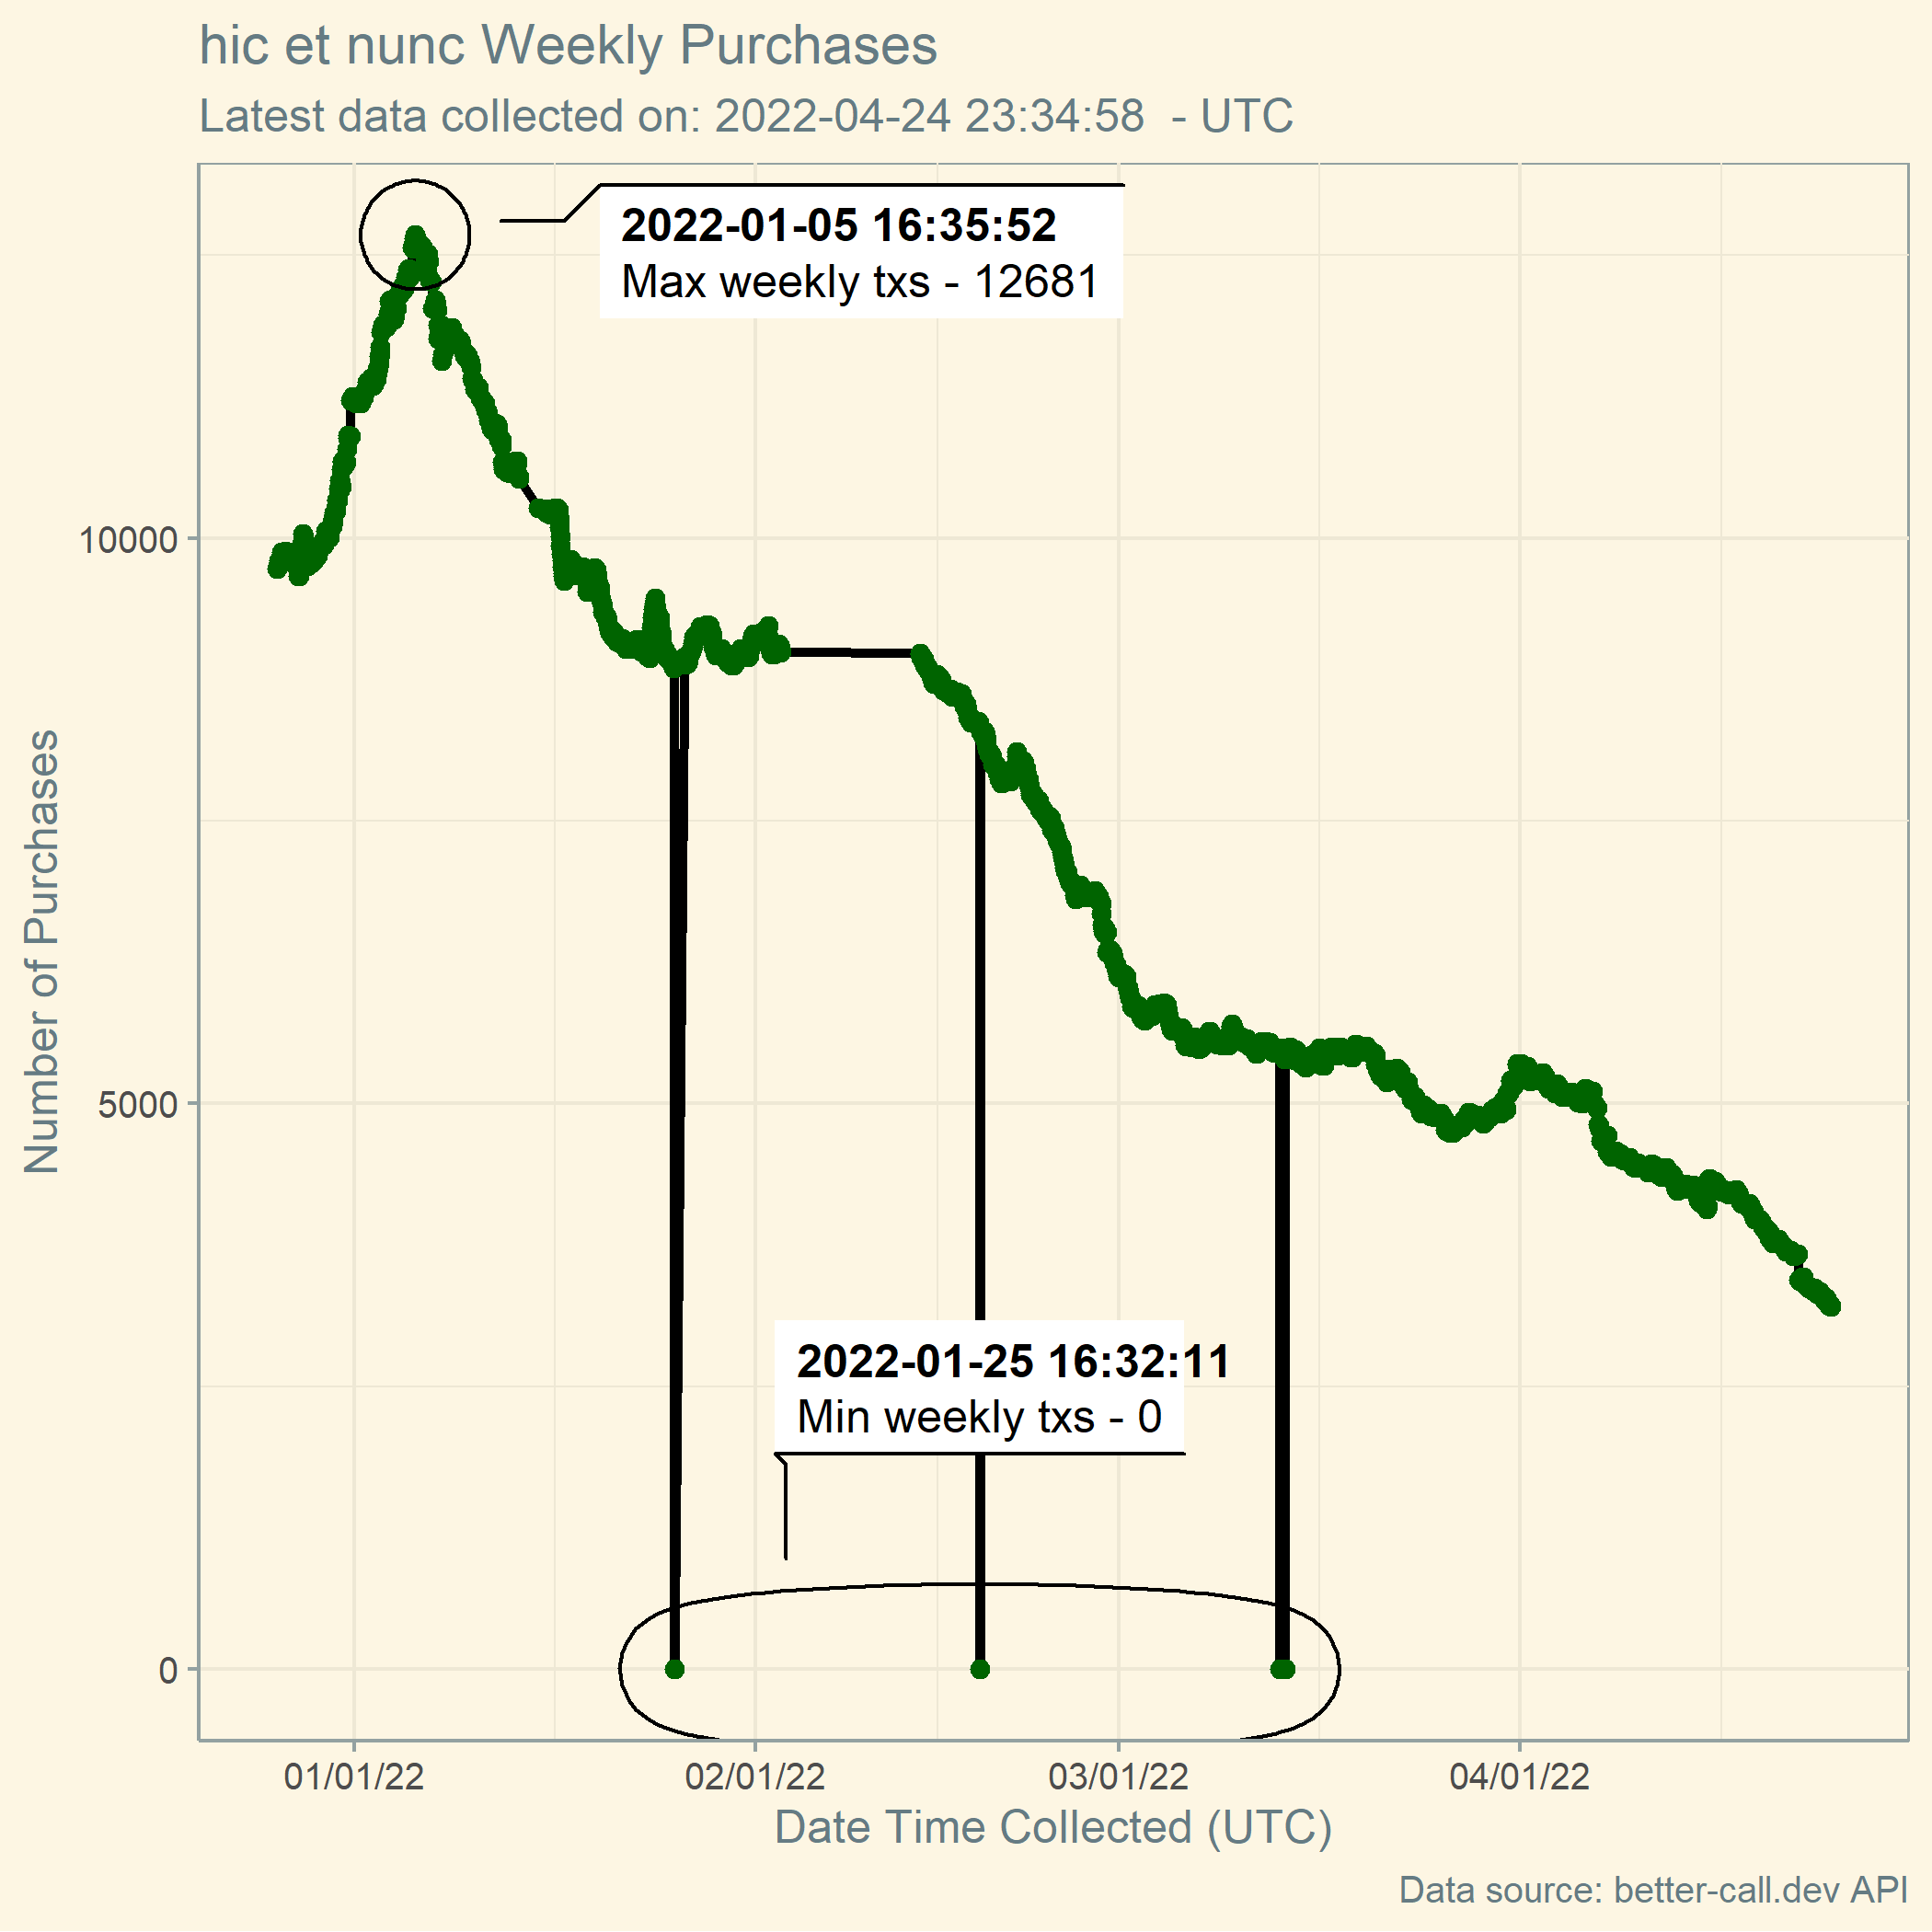 hic et nunc Weekly Purchases
Latest data collected on: 2022-04-24 23:34:58 - UTC
2022-01-05 16:35:52
Max weekly txs - 12681
10000
5000
0
Number of Purchases
2022-01-25 16:32:11
Min weekly txs - 0
01/01/22 02/01/22 03/01/22 04/01/22
Date Time Collected (UTC)
Data source: better-call.dev API